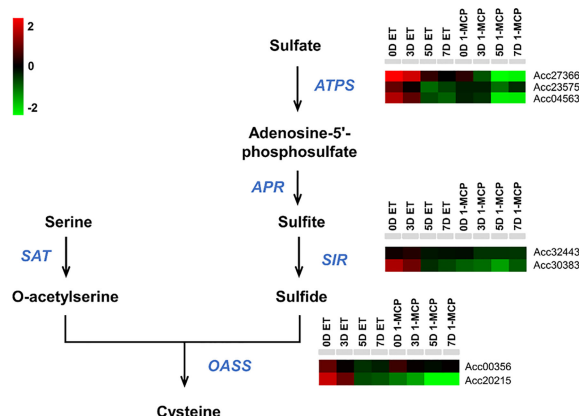 2
0
-2
Sulfate
ATPS
0D ET 3D ET 5D ET 7D ET 0D 1-MCP 3D 1-MCP 5D 1-MCP 7D 1-MCP
Acc27366
Acc23575
Acc04563
Adenosine-5'-
phosphosulfate
APR
Serine
Sulfite
SAT
SIR
0D ET 3D ET 5D ET 7D ET 0D 1-MCP 3D 1-MCP 5D 1-MCP 7D 1-MCP
Acc32443
Acc30383
O-acetylserine
Sulfide
OASS
0D ET 3D ET 5D ET 7D ET 0D 1-MCP 3D 1-MCP 5D 1-MCP 7D 1-MCP
Acc00356
Acc20215
Cysteine